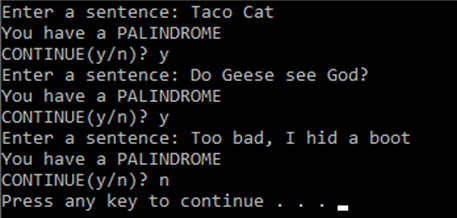 Enter a sentence: Taco Cat
You have a PALINDROME
CONTINUE(y/n)? y
Enter a sentence: Do Geese see God?
You have a PALINDROME
CONTINUE(y/n)? y
Enter a sentence: Too bad, I hid a boot
You have a PALINDROME
CONTINUE(y/n)? n
Press any key to continue . . .